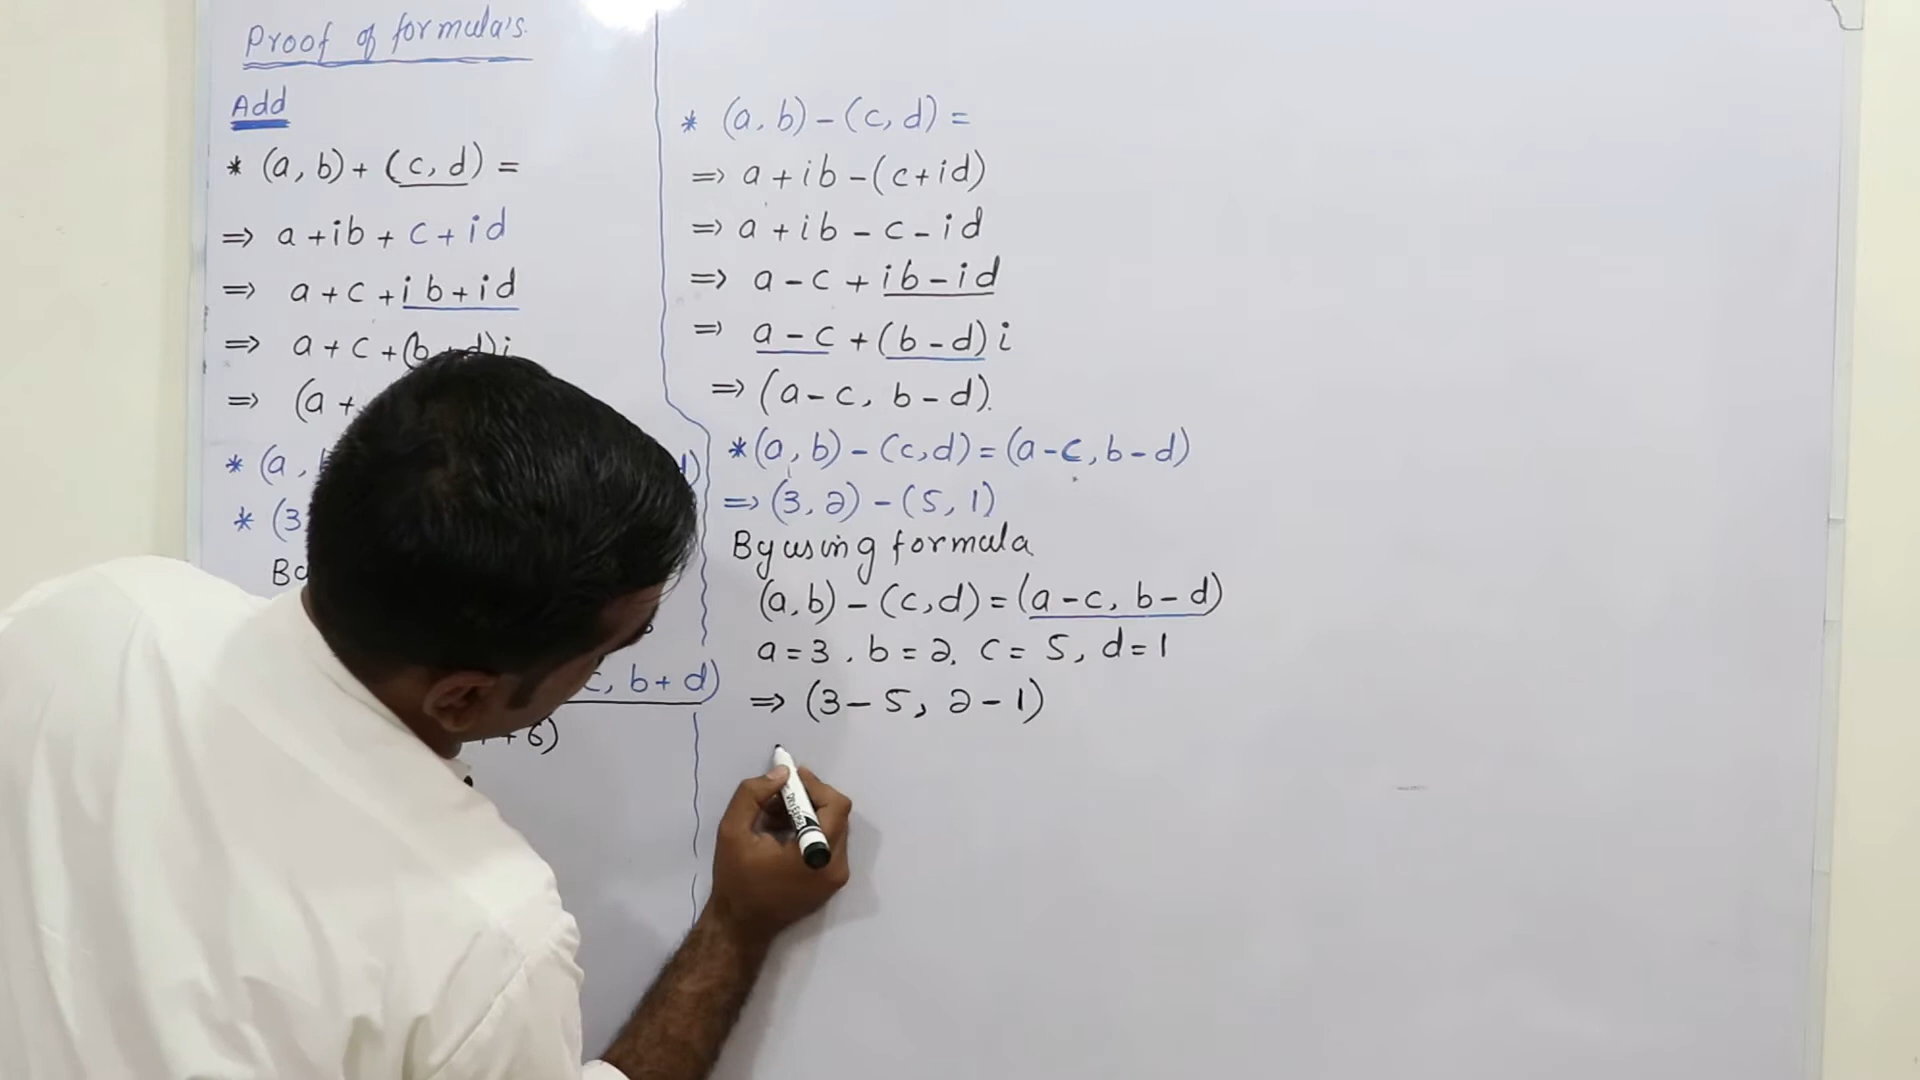 Proof of formula's.
Add
* (a, b) + (c, d) =
⇒ a + ib + c + id
⇒ a + c + ib + id
⇒ a + c + (b + d)i
⇒ (a +
* (a,
* (3,
c, b + d)
+ 6)
* (a, b) - (c, d) =
⇒ a + ib - (c + id)
⇒ a + ib - c - id
⇒ a - c + ib - id
⇒ a - c + (b - d) i
⇒ (a - c, b - d).
* (a, b) - (c, d) = (a - c, b - d)
⇒ (3, 2) - (5, 1)
By using formula
(a, b) - (c, d) = (a - c, b - d)
a = 3, b = 2, c = 5, d = 1
⇒ (3 - 5, 2 - 1)